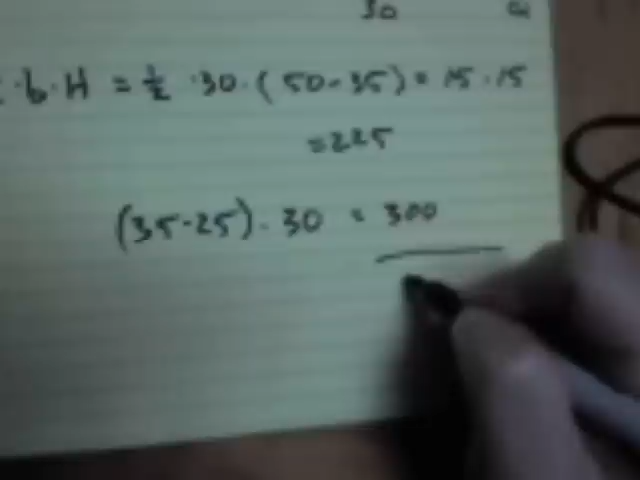 30
· b · H = ½ · 30 · (50-35) = 15 · 15
= 225
(35-25) · 30 = 300